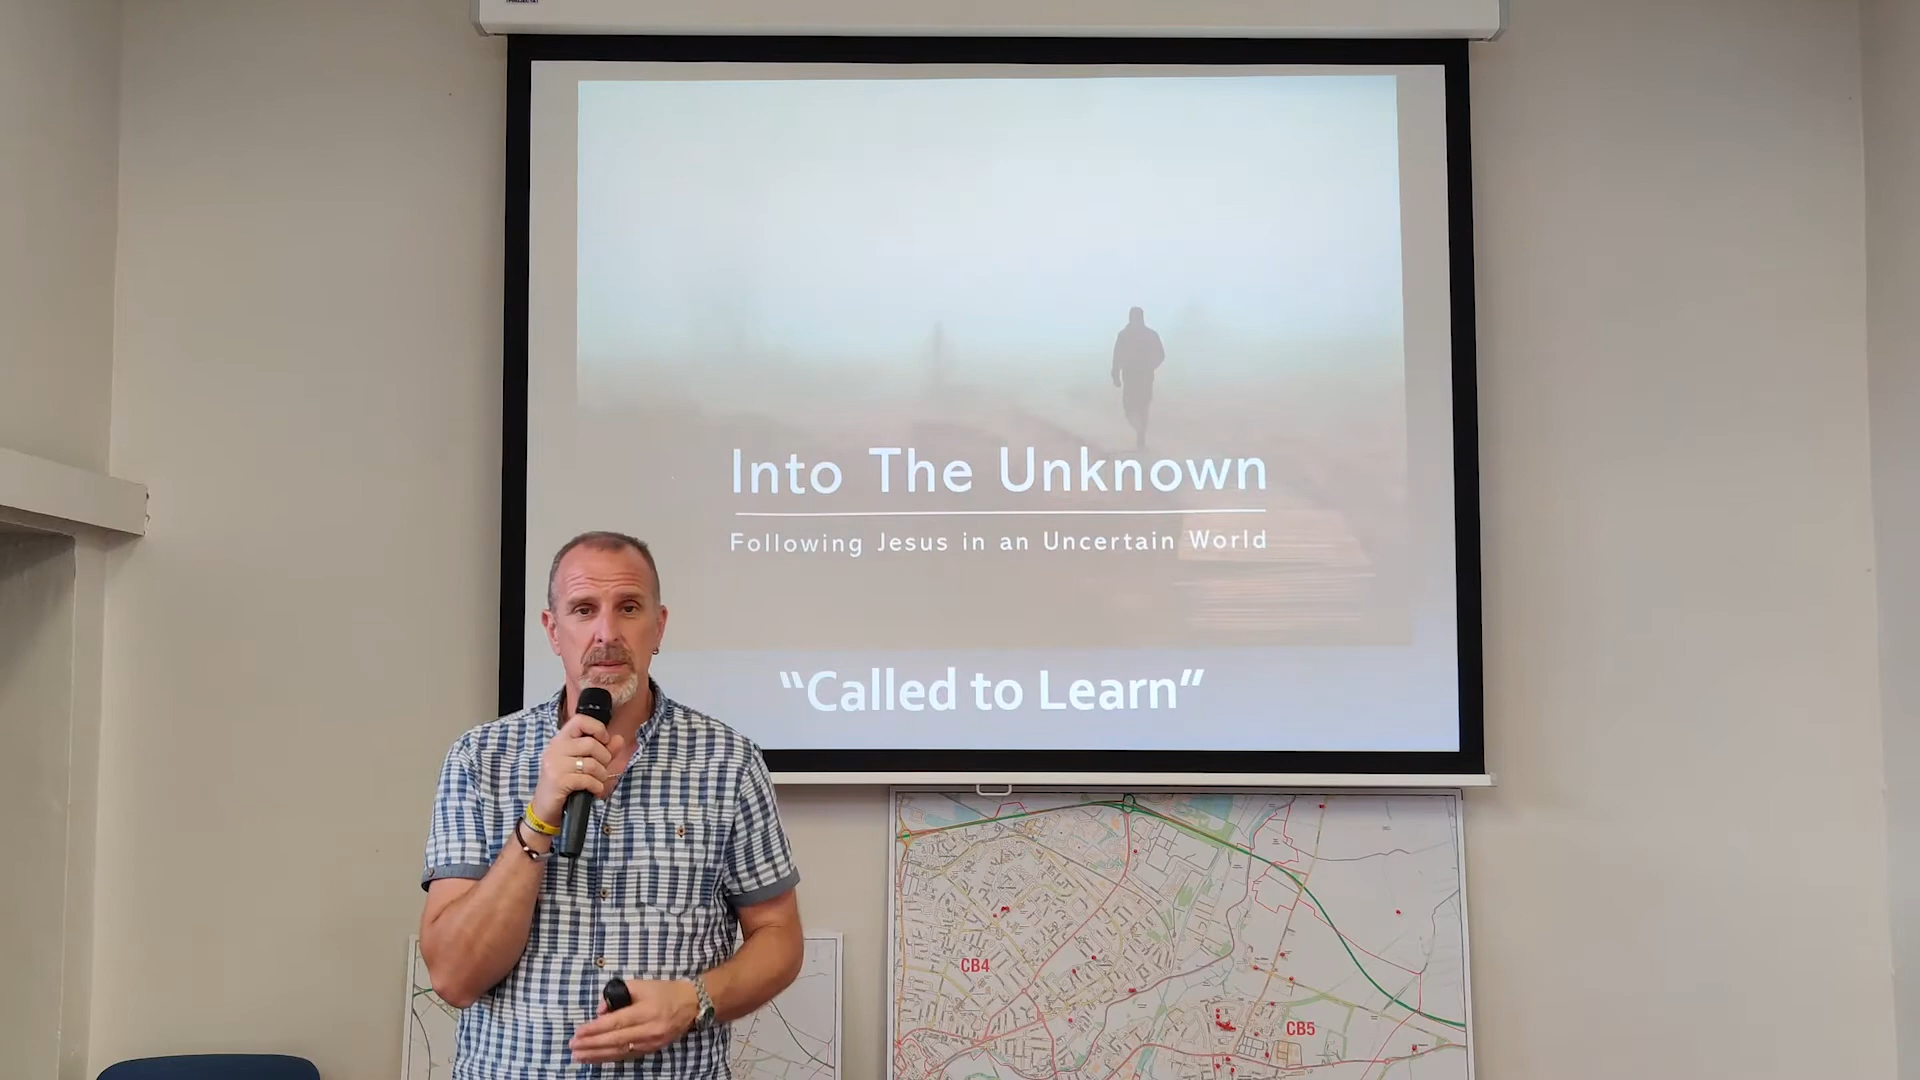 Into The Unknown
Following Jesus in an Uncertain World
“Called to Learn”
CB4
CB5